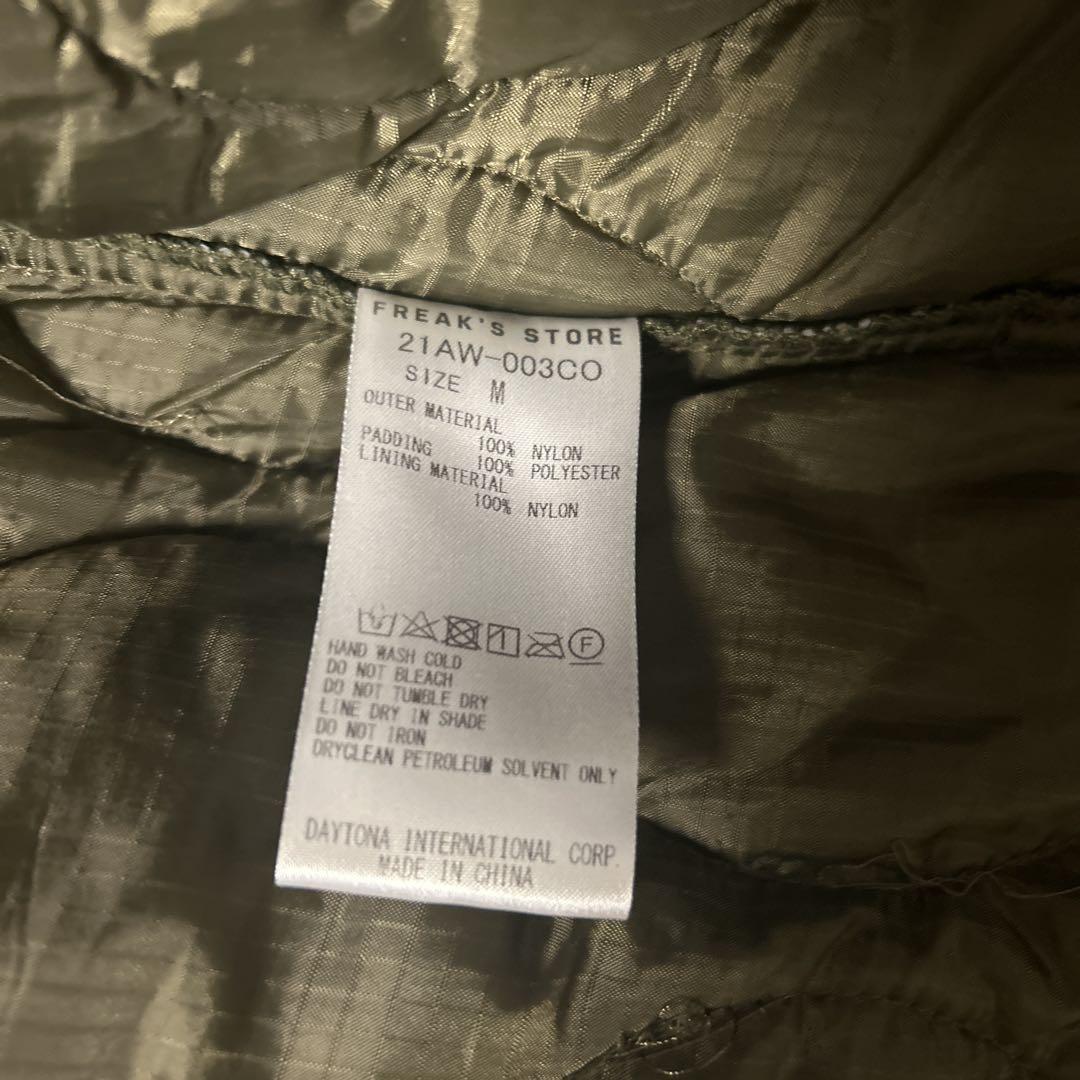 FREAK'S STORE
21AW-003CO
SIZE M
OUTER MATERIAL
100% NYLON
PADDING 100% POLYESTER
LINING MATERIAL
100% NYLON
1 F
HAND WASH COLD
DO NOT BLEACH
DO NOT TUMBLE DRY
LINE DRY IN SHADE
DO NOT IRON
DRYCLEAN PETROLEUM SOLVENT ONLY
DAYTONA INTERNATIONAL CORP.
MADE IN CHINA